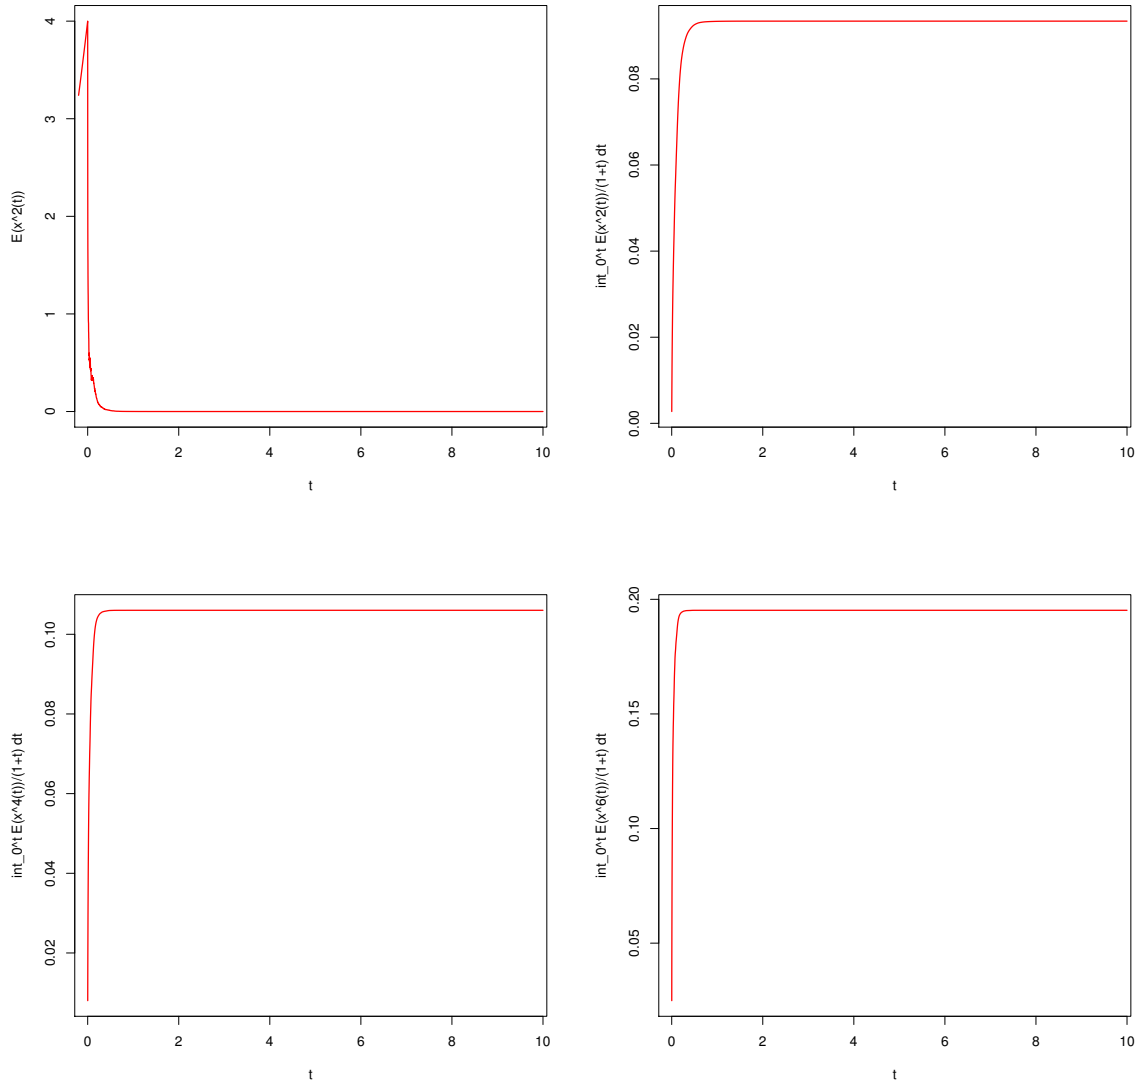 E(x^2(t))
4
3
2
1
0
0 2 4 6 8 10
t
int_0^t E(x^2(t))/(1+t) dt
0.08
0.06
0.04
0.02
0.00
0 2 4 6 8 10
t
int_0^t E(x^4(t))/(1+t) dt
0.10
0.08
0.06
0.04
0.02
0 2 4 6 8 10
t
int_0^t E(x^6(t))/(1+t) dt
0.20
0.15
0.10
0.05
0 2 4 6 8 10
t